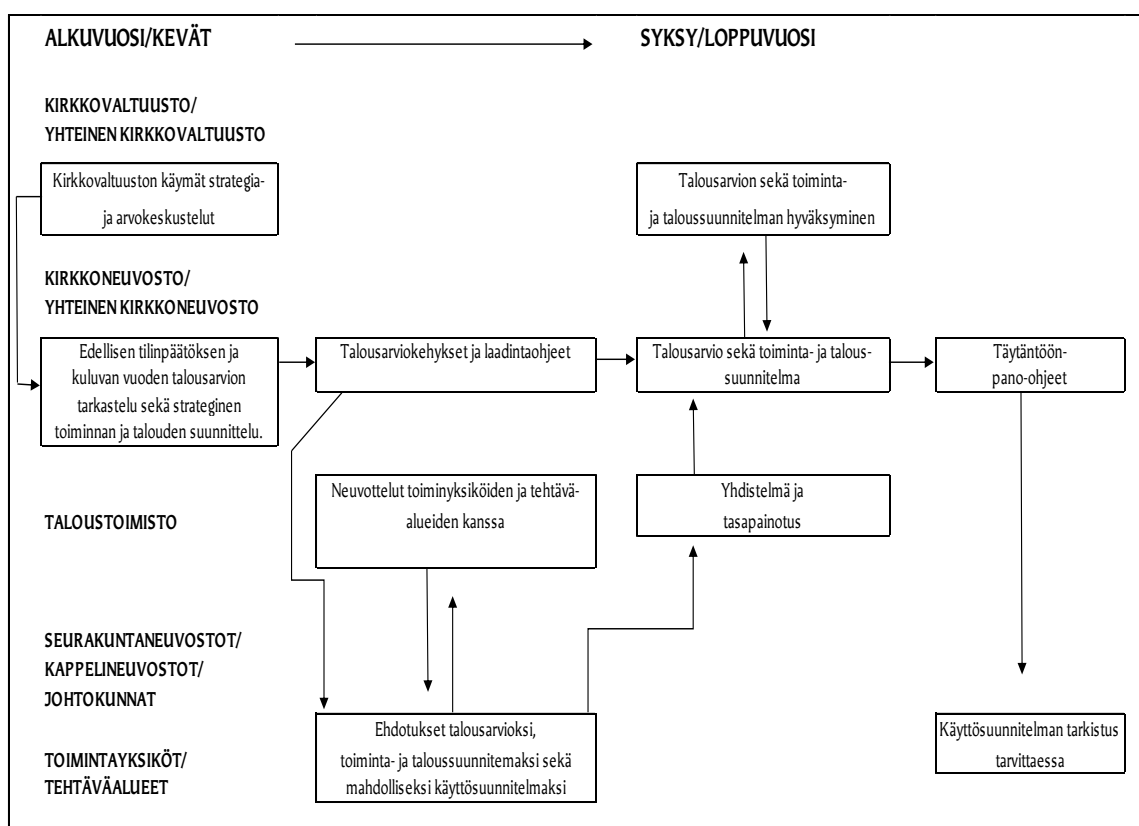 ALKUVUOSI/KEVÄT
SYKSY/LOPPUVUOSI
KIRKKOVALTUUSTO/
YHTEINEN KIRKKOVALTUUSTO
Kirkkovaltuuston käymät strategia-
ja arvokeskustelut
Talousarvion sekä toiminta-
ja taloussuunnitelman hyväksyminen
KIRKKONEUVOSTO/
YHTEINEN KIRKKONEUVOSTO
Edellisen tilinpäätöksen ja
kuluvan vuoden talousarvion
tarkastelu sekä strateginen
toiminnan ja talouden suunnittelu.
Talousarviokehykset ja laadintaohjeet
Talousarvio sekä toiminta- ja talous-
suunnitelma
Täytäntöön-
pano-ohjeet
TALOUSTOIMISTO
Neuvottelut toiminyksiköiden ja tehtävä-
alueiden kanssa
Yhdistelmä ja
tasapainotus
SEURAKUNTANEUVOSTOT/
KAPPELINEUVOSTOT/
JOHTOKUNNAT
TOIMINTAYKSIKÖT/
TEHTÄVÄALUEET
Ehdotukset talousarvioksi,
toiminta- ja taloussuunnitemaksi sekä
mahdolliseksi käyttösuunnitelmaksi
Käyttösuunnitelman tarkistus
tarvittaessa